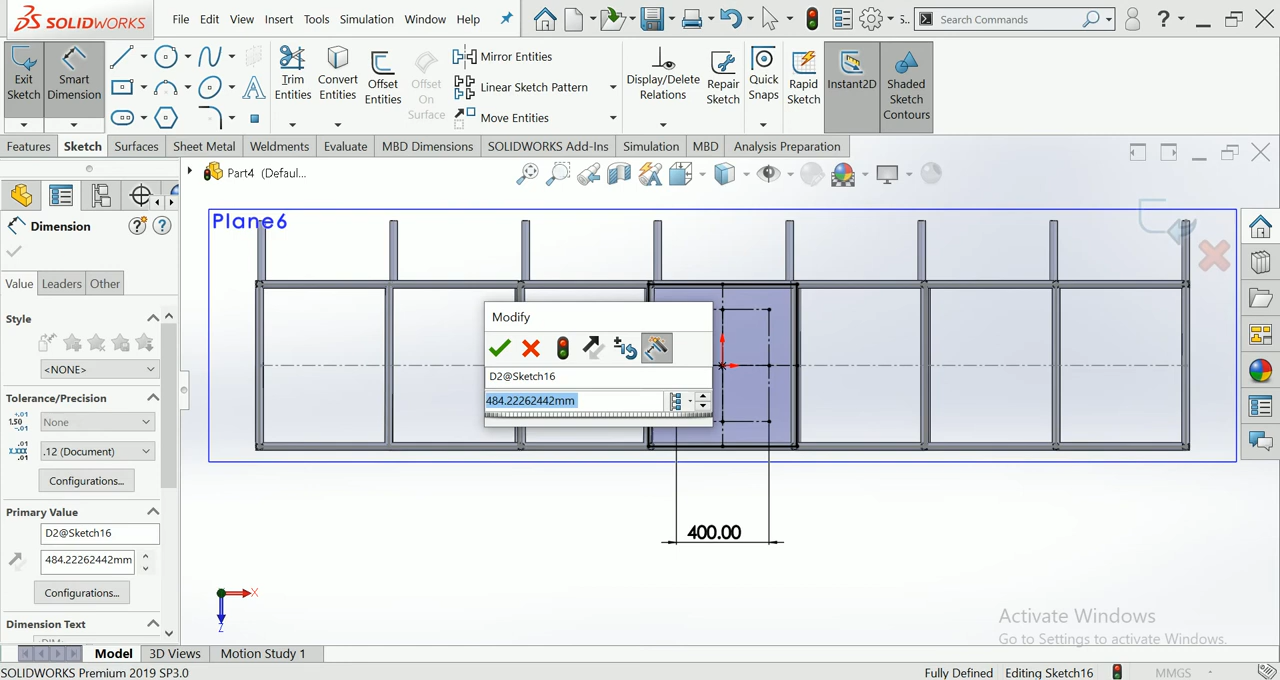 SOLIDWORKS
File Edit View Insert Tools Simulation Window Help
S... Search Commands
Exit Sketch
Smart Dimension
Trim Entities
Convert Entities
Offset Entities
Offset On Surface
Mirror Entities
Linear Sketch Pattern
Move Entities
Display/Delete Relations
Repair Sketch
Quick Snaps
Rapid Sketch
Instant2D
Shaded Sketch Contours
Features Sketch Surfaces Sheet Metal Weldments Evaluate MBD Dimensions SOLIDWORKS Add-Ins Simulation MBD Analysis Preparation
Part4 (Defaul...
Dimension
Value Leaders Other
Style
<NONE>
Tolerance/Precision
None
.12 (Document)
Configurations...
Primary Value
D2@Sketch16
484.22262442mm
Configurations...
Dimension Text
Plane6
Modify
D2@Sketch16
484.22262442mm
400.00
X
Z
Activate Windows
Go to Settings to activate Windows.
Model 3D Views Motion Study 1
SOLIDWORKS Premium 2019 SP3.0
Fully Defined Editing Sketch16 MMGS